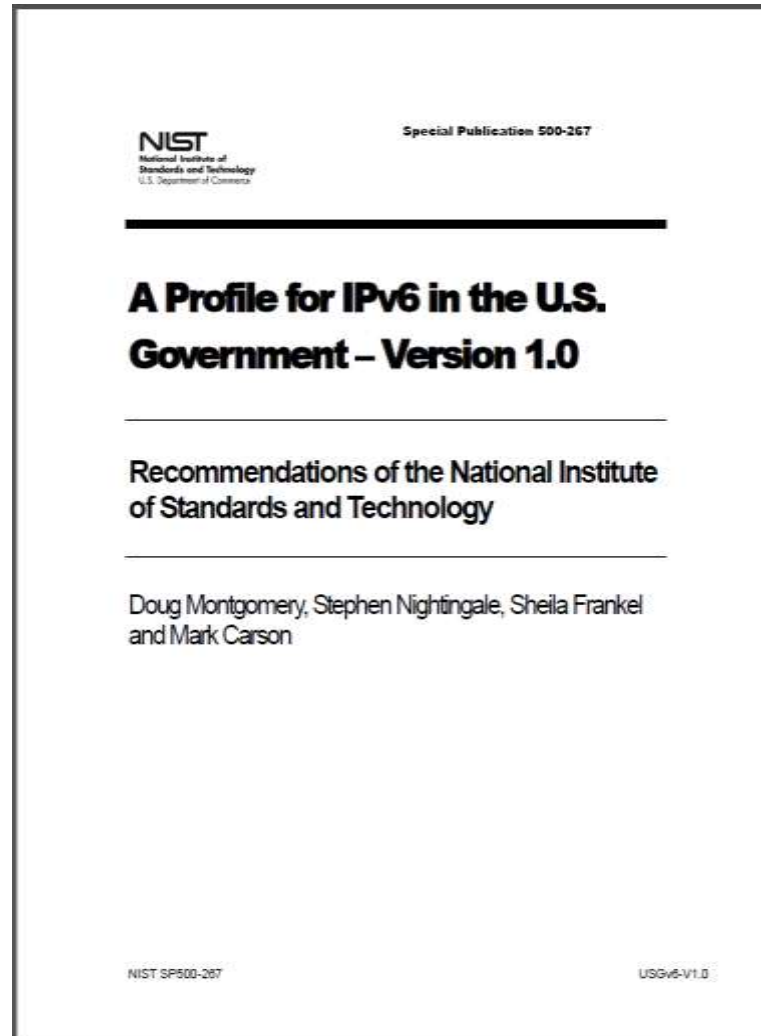 NIST
National Institute of
Standards and Technology
U.S. Department of Commerce
Special Publication 500-267
A Profile for IPv6 in the U.S.
Government – Version 1.0
Recommendations of the National Institute
of Standards and Technology
Doug Montgomery, Stephen Nightingale, Sheila Frankel
and Mark Carson
NIST SP500-267
USGv6-V1.0